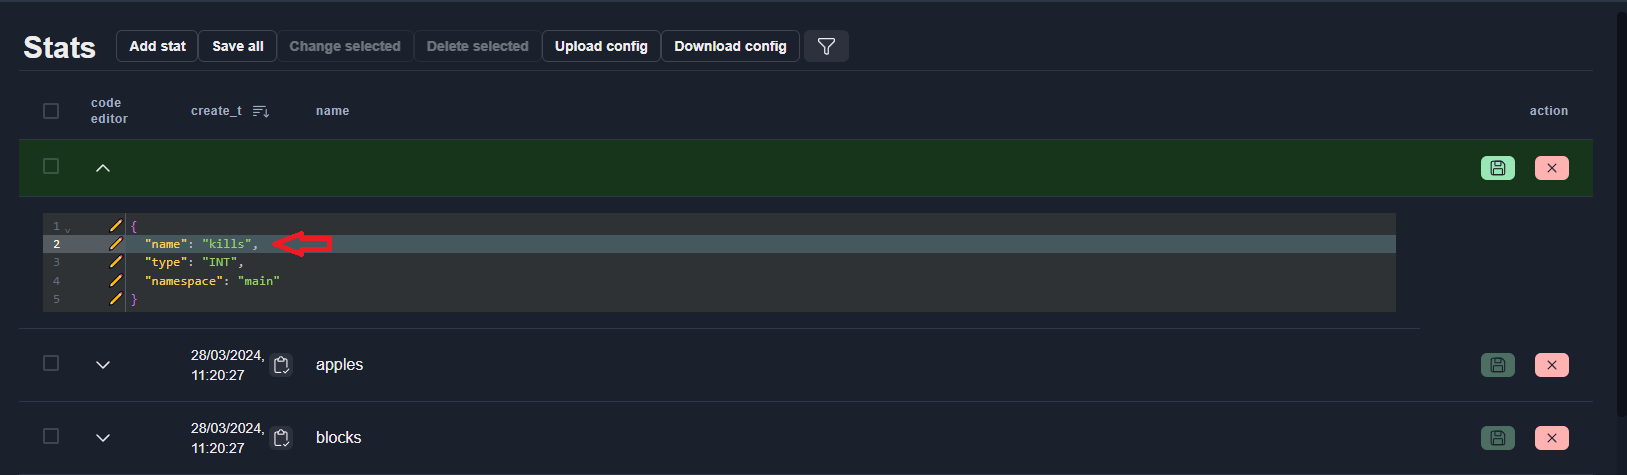 Stats Add stat Save all Change selected Delete selected Upload config Download config
code editor create_t name action
1 {
2 "name": "kills",
3 "type": "INT",
4 "namespace": "main"
5 }
28/03/2024, 11:20:27 apples
28/03/2024, 11:20:27 blocks